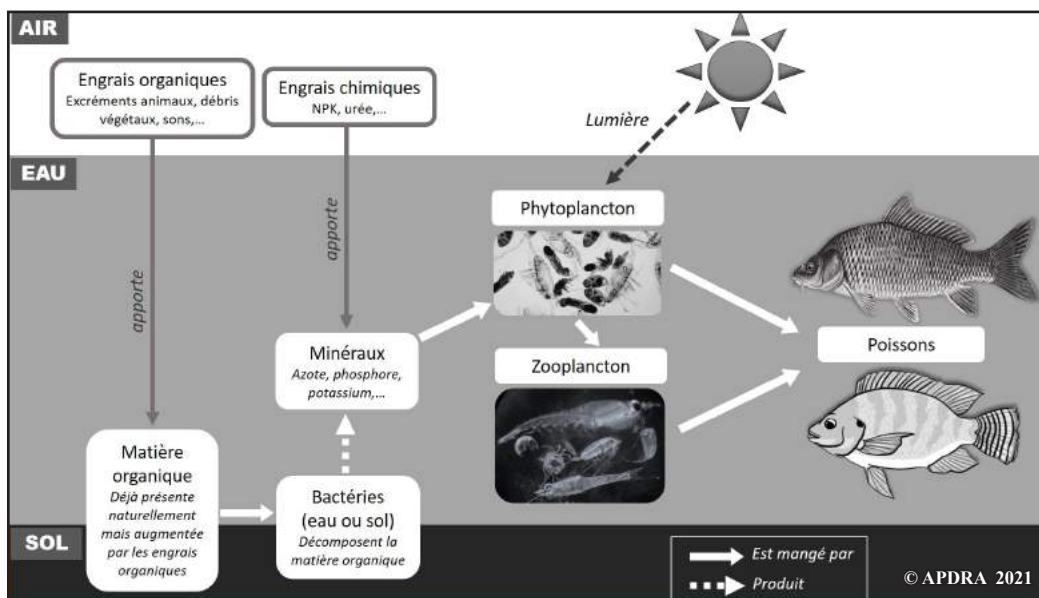 AIR
Engrais organiques
Excréments animaux, débris
végétaux, sons,...
Engrais chimiques
NPK, urée,...
Lumière
EAU
apporte
apporte
Phytoplancton
Minéraux
Azote, phosphore,
potassium,...
Zooplancton
Poissons
Matière
organique
Déjà présente
naturellement
mais augmentée
par les engrais
organiques
Bactéries
(eau ou sol)
Décomposent la
matière organique
SOL
Est mangé par
Produit
© APDRA 2021